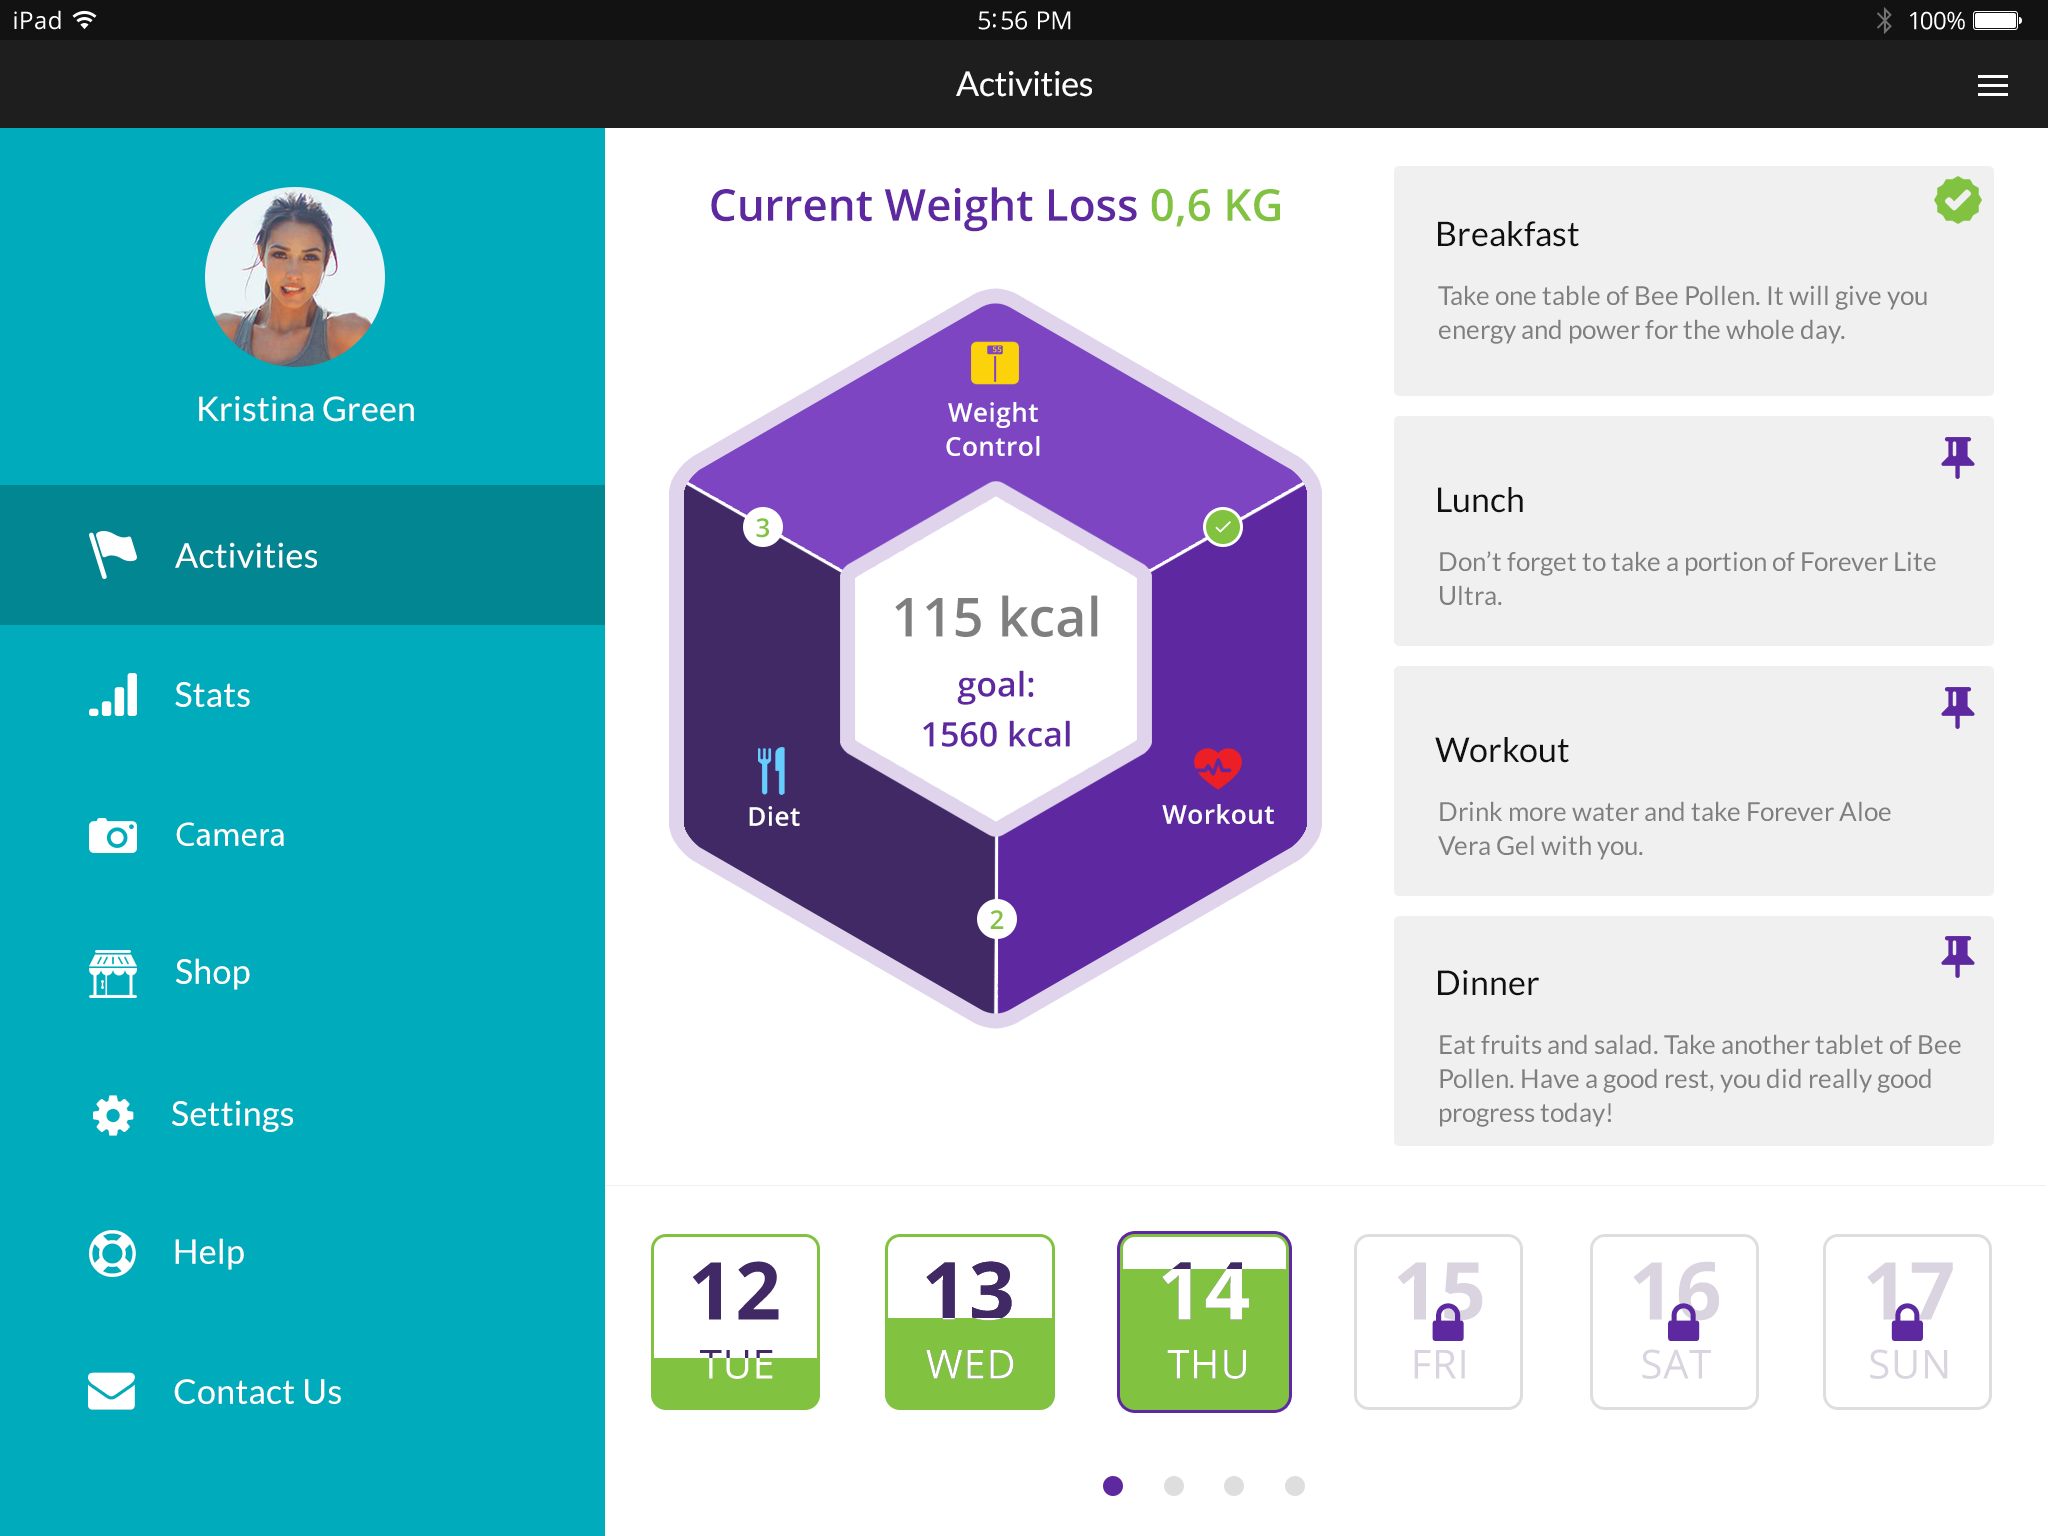 iPad
5:56 PM
100%
Activities
Kristina Green
Activities
Stats
Camera
Shop
Settings
Help
Contact Us
Current Weight Loss 0,6 KG
55
Weight
Control
3
115 kcal
goal:
1560 kcal
Diet
Workout
2
Breakfast
Take one table of Bee Pollen. It will give you
energy and power for the whole day.
Lunch
Don’t forget to take a portion of Forever Lite
Ultra.
Workout
Drink more water and take Forever Aloe
Vera Gel with you.
Dinner
Eat fruits and salad. Take another tablet of Bee
Pollen. Have a good rest, you did really good
progress today!
12
TUE
13
WED
14
THU
15
FRI
16
SAT
17
SUN